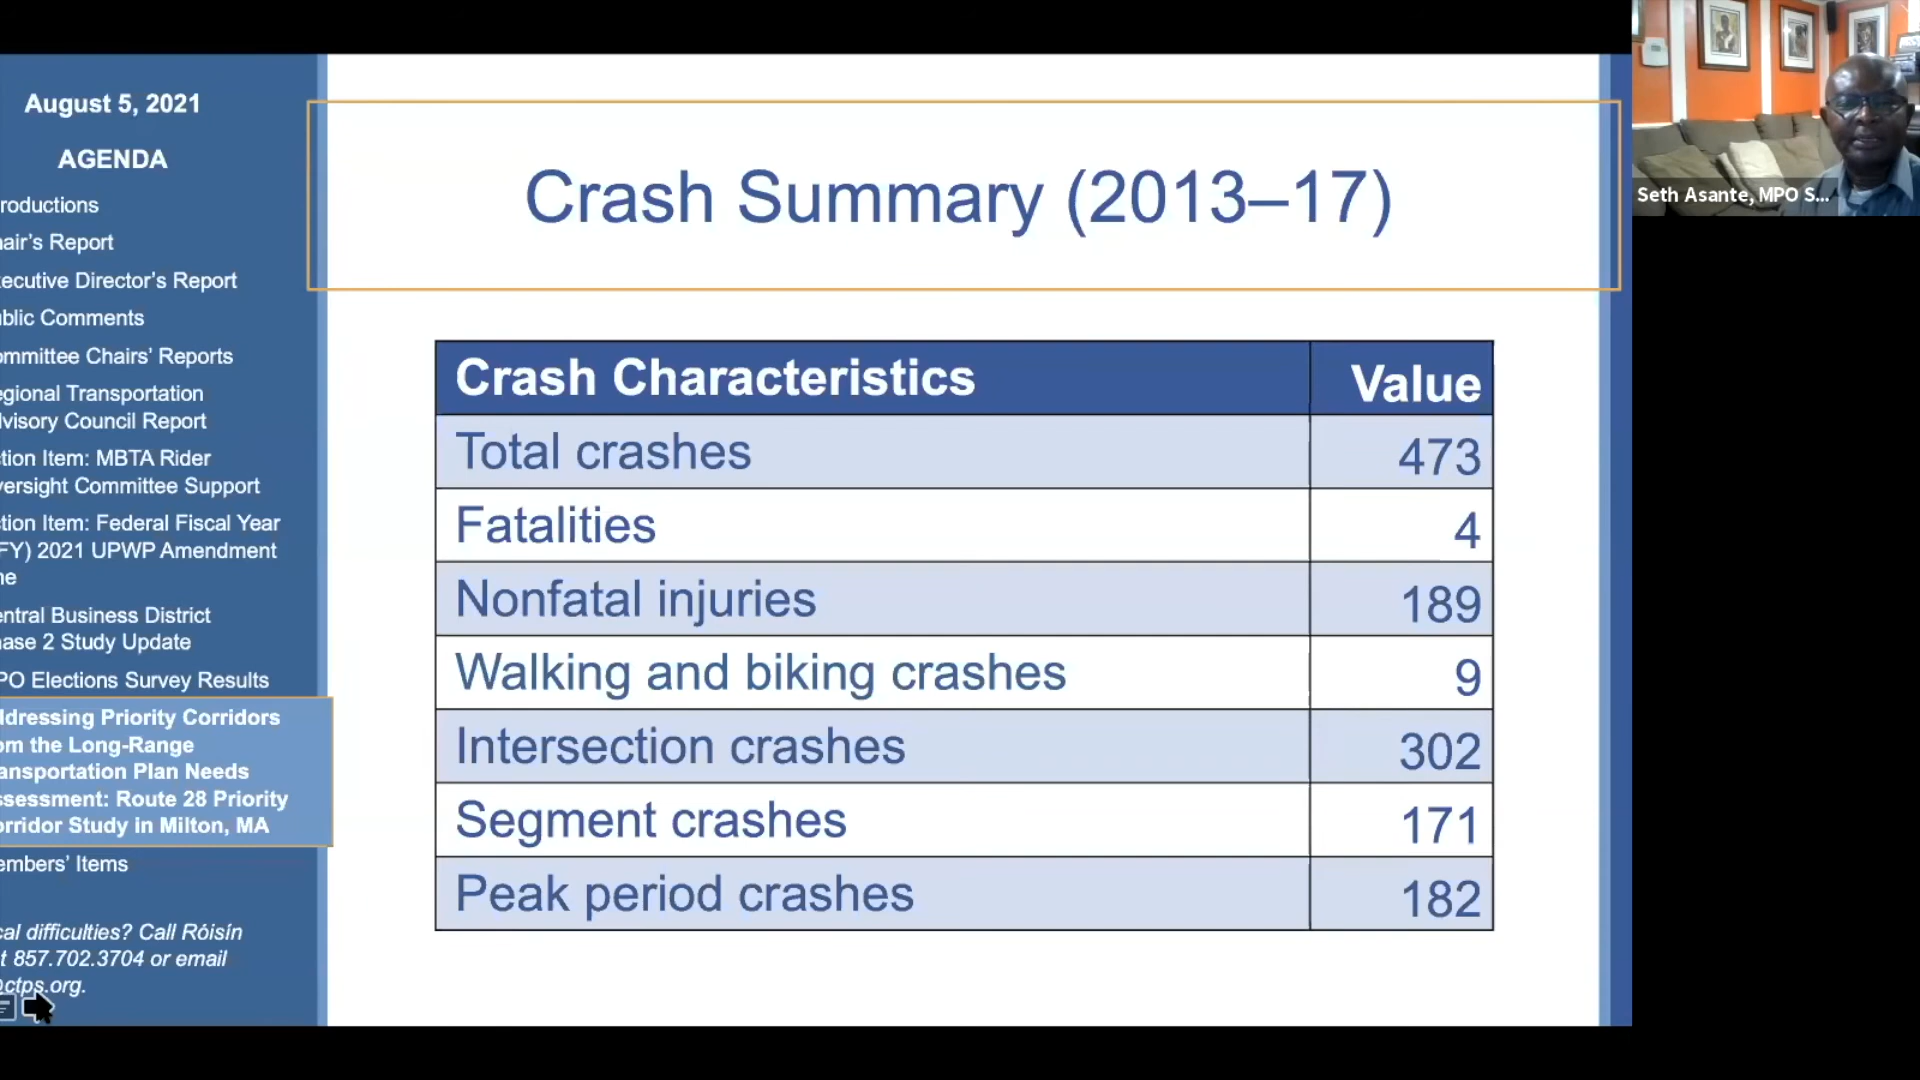 August 5, 2021
AGENDA
roductions
air's Report
ecutive Director's Report
blic Comments
ommittee Chairs' Reports
egional Transportation
lvisory Council Report
tion Item: MBTA Rider
versight Committee Support
tion Item: Federal Fiscal Year
FY) 2021 UPWP Amendment
ne
entral Business District
ase 2 Study Update
PO Elections Survey Results
ddressing Priority Corridors
om the Long-Range
ansportation Plan Needs
ssessment: Route 28 Priority
orridor Study in Milton, MA
embers' Items
cal difficulties? Call Róisín
t 857.702.3704 or email
@ctps.org.
Crash Summary (2013–17)
Crash Characteristics Value
Total crashes 473
Fatalities 4
Nonfatal injuries 189
Walking and biking crashes 9
Intersection crashes 302
Segment crashes 171
Peak period crashes 182
Seth Asante, MPO S...